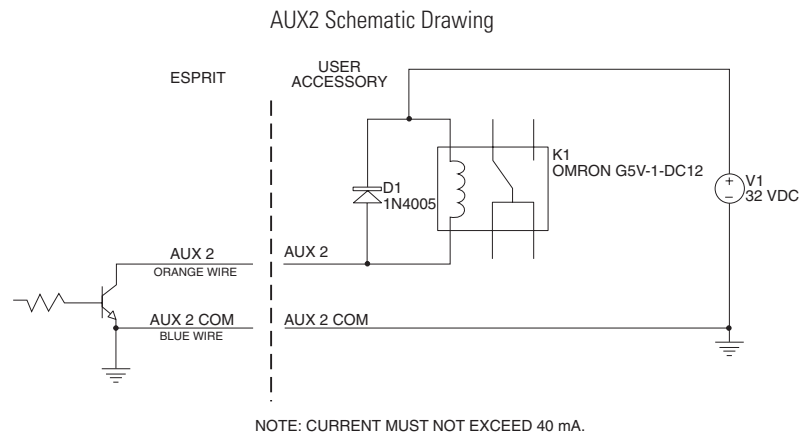 AUX2 Schematic Drawing
ESPRIT
USER
ACCESSORY
K1
OMRON G5V-1-DC12
D1
1N4005
+
−
V1
32 VDC
AUX 2
ORANGE WIRE
AUX 2
AUX 2 COM
BLUE WIRE
AUX 2 COM
NOTE: CURRENT MUST NOT EXCEED 40 mA.